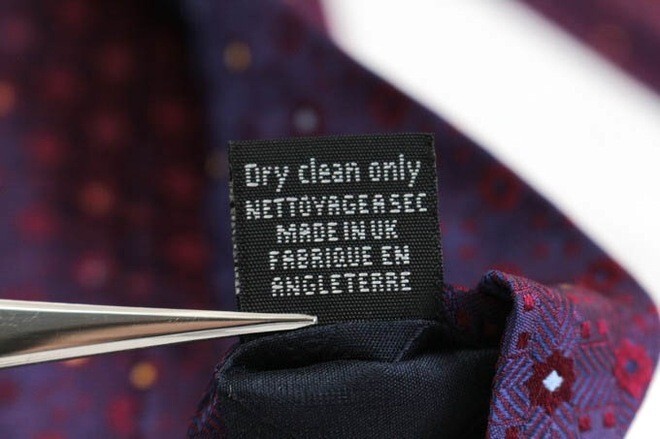 Dry clean only
NETTOYAGE A SEC
MADE IN UK
FABRIQUE EN
ANGLETERRE